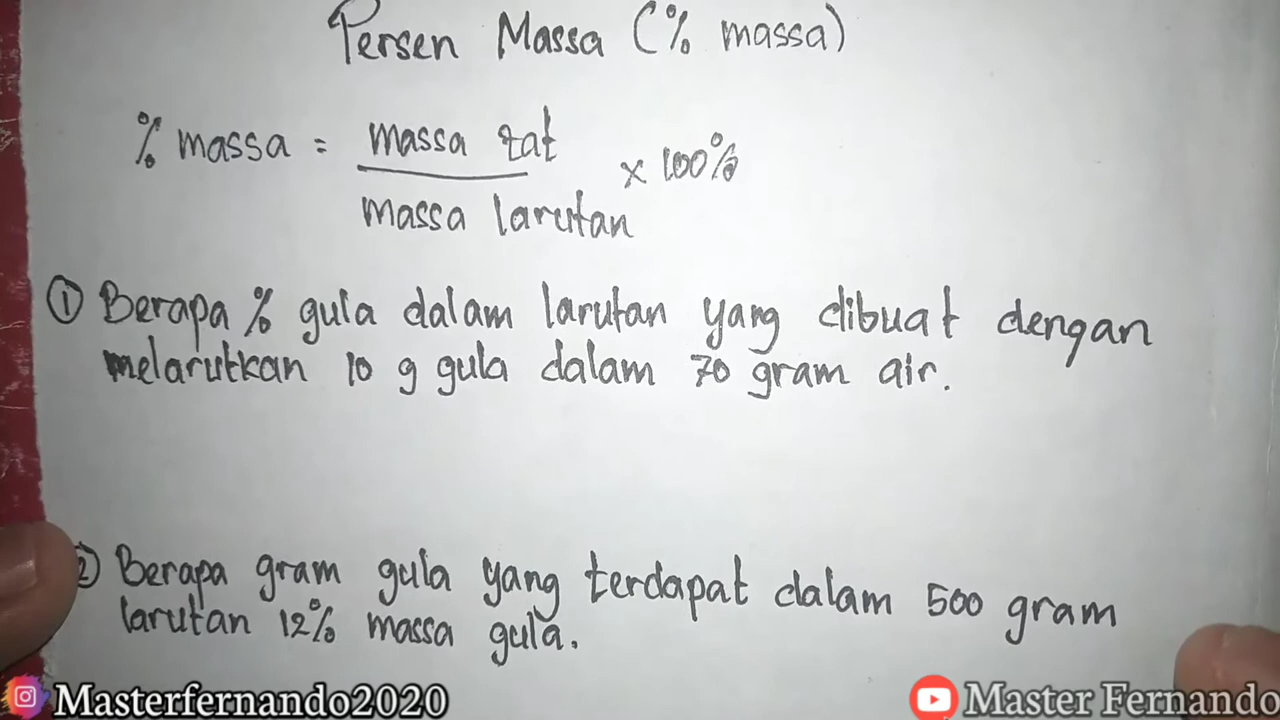 Persen Massa (% massa)
% massa = massa zat
x 100%
massa larutan
① Berapa % gula dalam larutan yang dibuat dengan
melarutkan 10 g gula dalam 70 gram air.
② Berapa gram gula yang terdapat dalam 500 gram
larutan 12% massa gula.
Masterfernando2020
Master Fernando